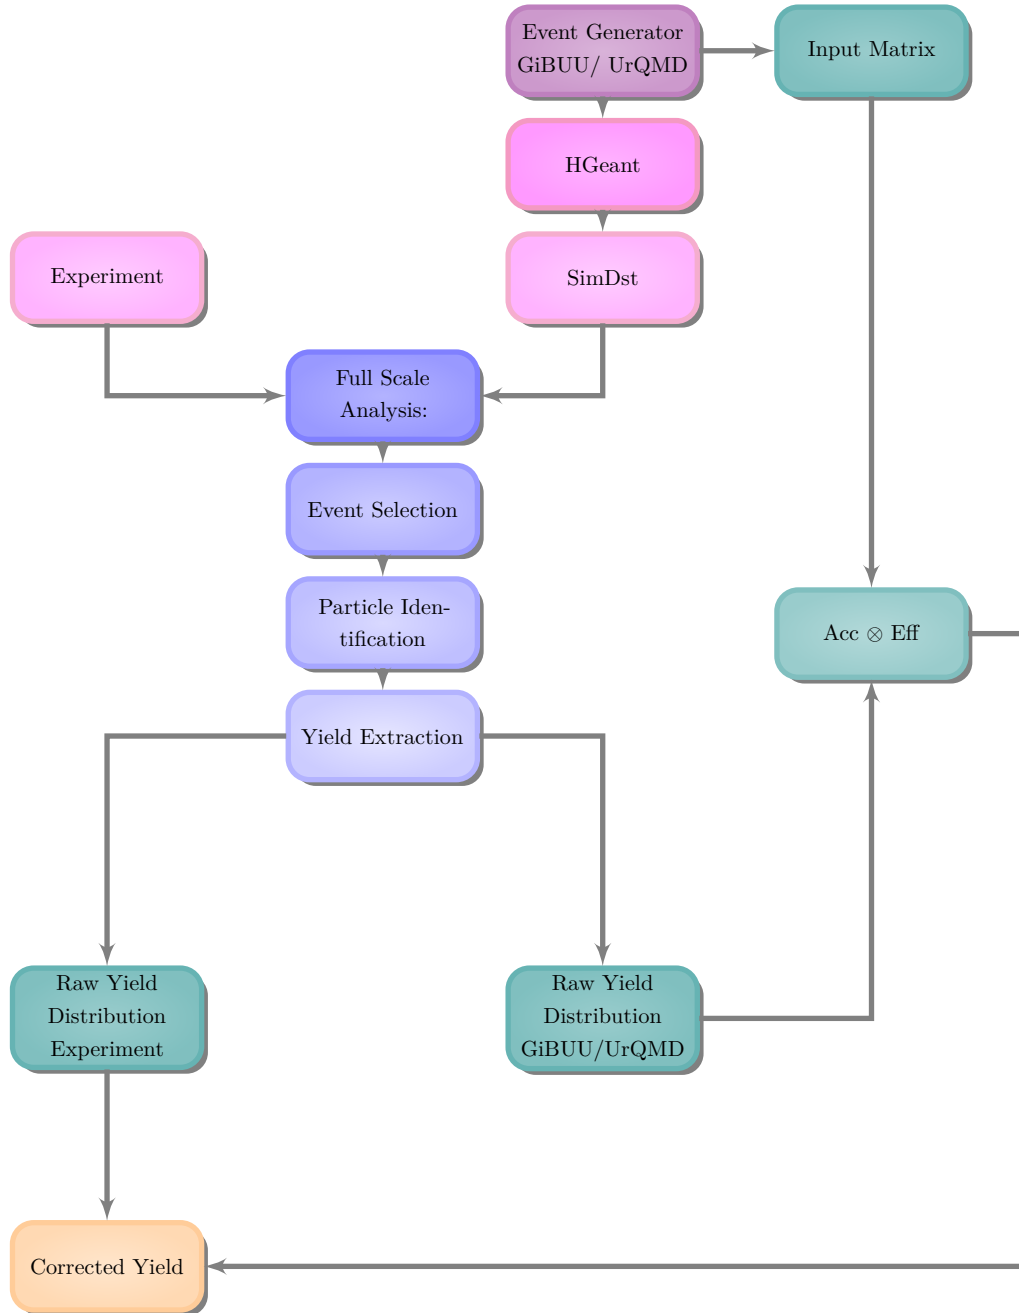 Event Generator
GiBUU/ UrQMD
Input Matrix
HGeant
Experiment
SimDst
Full Scale
Analysis:
Event Selection
Particle Iden-
tification
Acc ⊗ Eff
Yield Extraction
Raw Yield
Distribution
Experiment
Raw Yield
Distribution
GiBUU/UrQMD
Corrected Yield